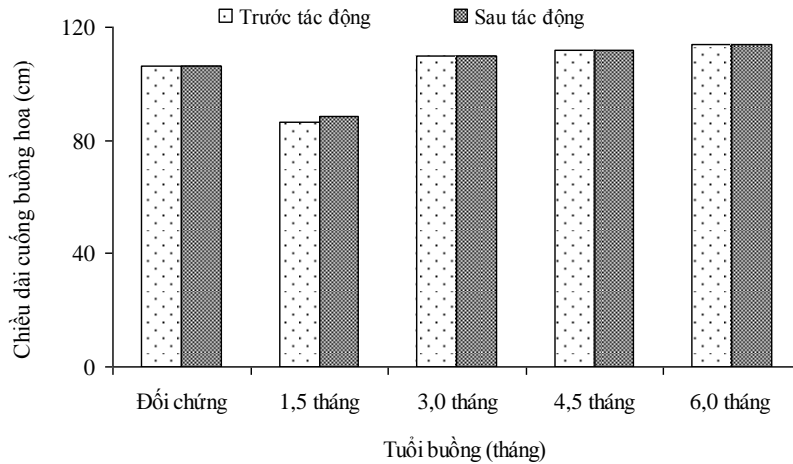 Trước tác động Sau tác động
120
80
40
0
Chiều dài cuống buồng hoa (cm)
Đối chứng 1,5 tháng 3,0 tháng 4,5 tháng 6,0 tháng
Tuổi buồng (tháng)